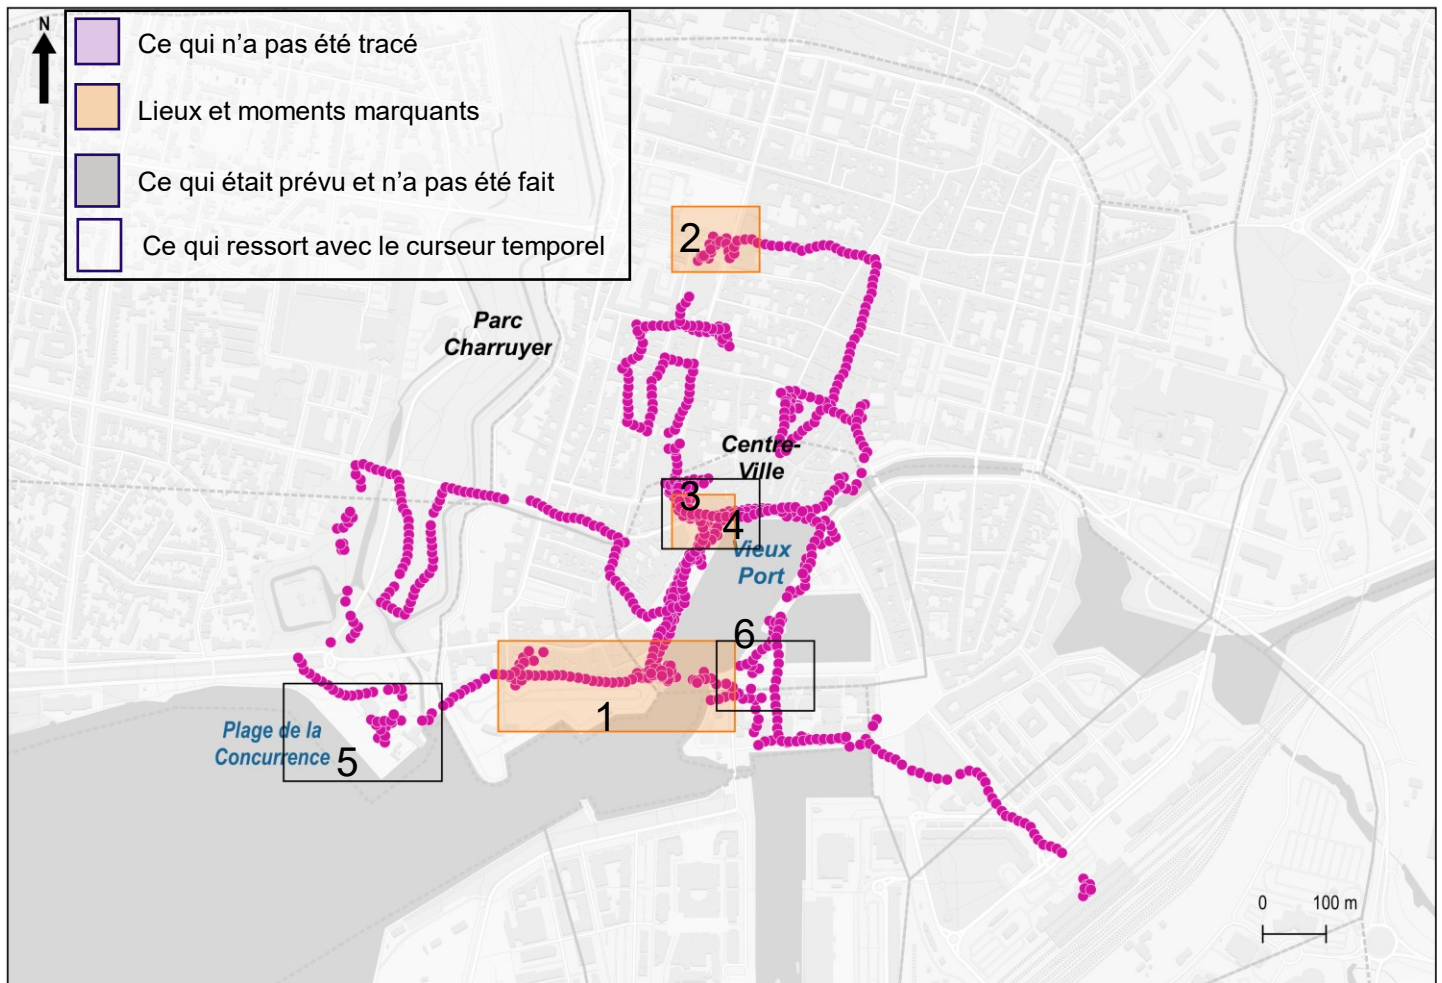 N
Ce qui n'a pas été tracé
Lieux et moments marquants
Ce qui était prévu et n'a pas été fait
Ce qui ressort avec le curseur temporel
2
Parc
Charruyer
Centre-
Ville
3
4
Vieux
Port
6
1
Plage de la
Concurrence
5
0 100 m